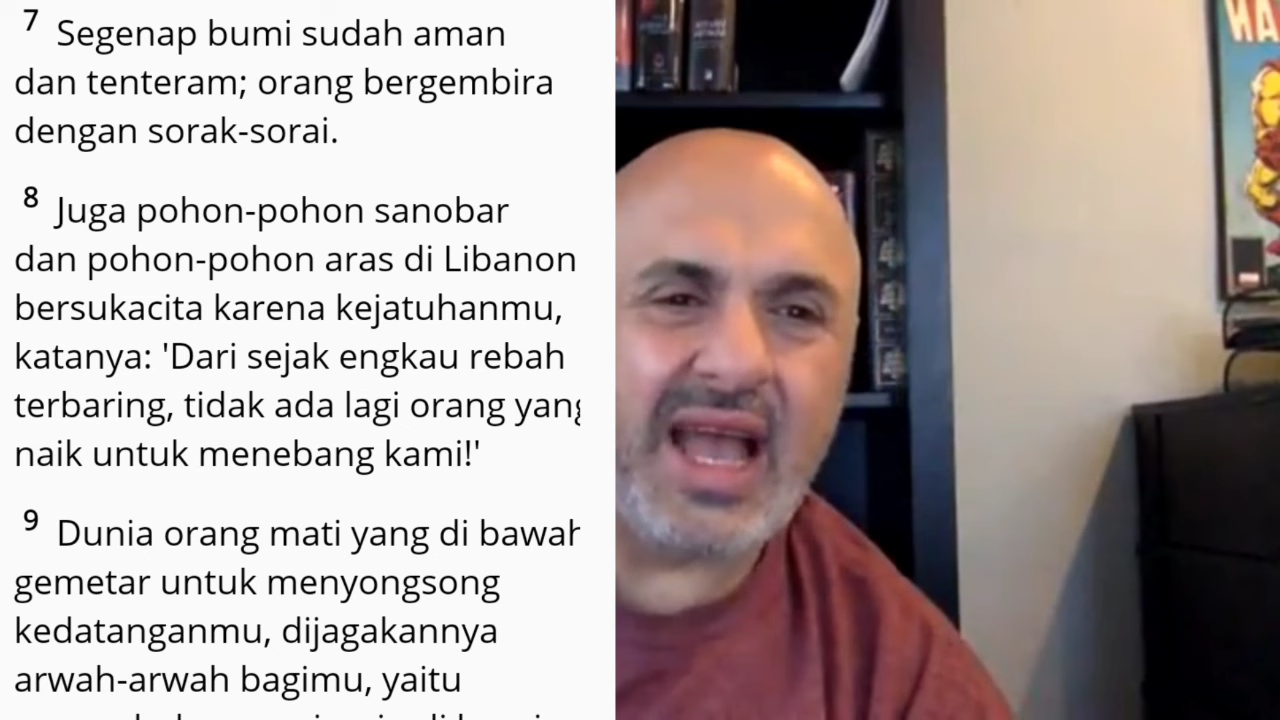 7 Segenap bumi sudah aman
dan tenteram; orang bergembira
dengan sorak-sorai.
8 Juga pohon-pohon sanobar
dan pohon-pohon aras di Libanon
bersukacita karena kejatuhanmu,
katanya: 'Dari sejak engkau rebah
terbaring, tidak ada lagi orang yang
naik untuk menebang kami!'
9 Dunia orang mati yang di bawah
gemetar untuk menyongsong
kedatanganmu, dijagakannya
arwah-arwah bagimu, yaitu